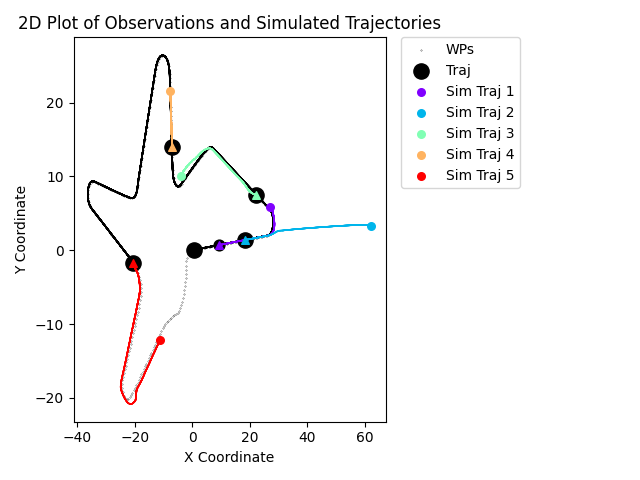 2D Plot of Observations and Simulated Trajectories
WPs
Traj
Sim Traj 1
Sim Traj 2
Sim Traj 3
Sim Traj 4
Sim Traj 5
Y Coordinate
20
10
0
−10
−20
−40 −20 0 20 40 60
X Coordinate